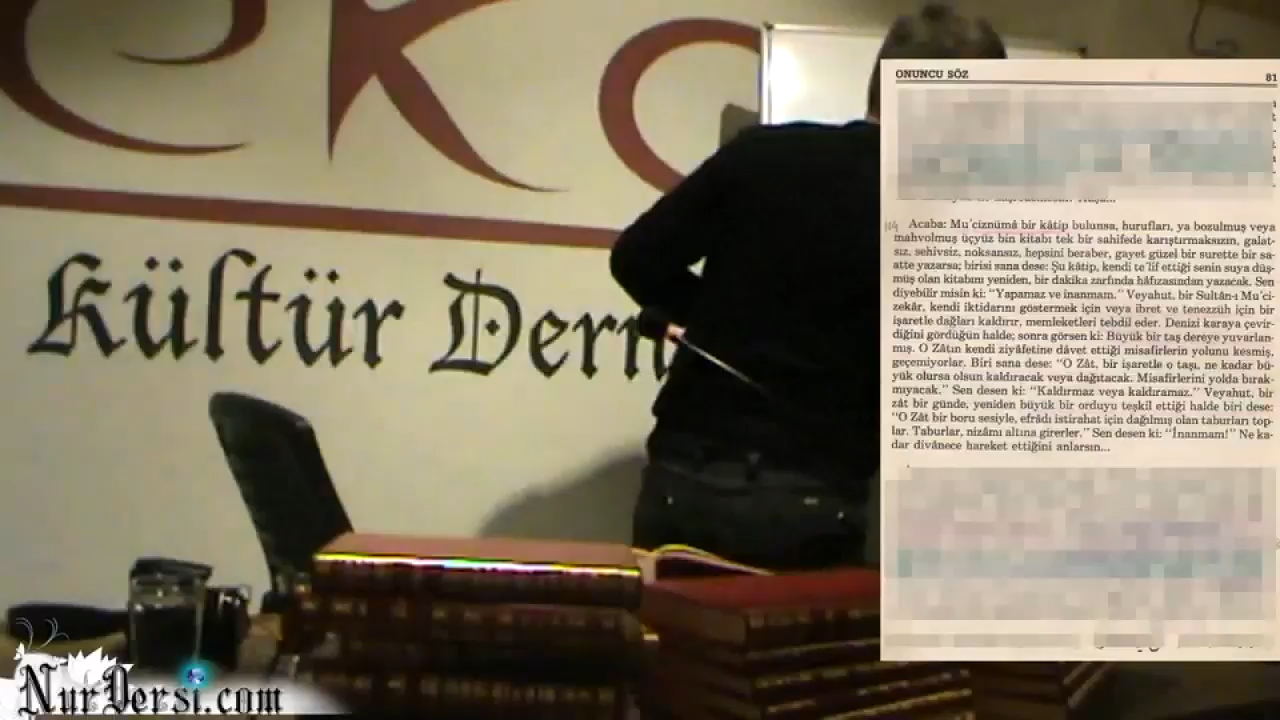 Kültür Dern
ONUNCU SÖZ
81
Acaba: Mu'ciznümâ bir kâtip bulunsa, hurufları, ya bozulmuş veya
mahvolmuş üçyüz bin kitabı tek bir sahifede karıştırmaksızın, galat-
sız, sehivsiz, noksansız, hepsini beraber, gayet güzel bir surette bir sa-
atte yazarsa; birisi sana dese: Şu kâtip, kendi te'lif ettiği senin suya düş-
müş olan kitabını yeniden, bir dakika zarfında hâfızasından yazacak. Sen
diyebilir misin ki: "Yapamaz ve inanmam." Veyahut, bir Sultân-ı Mu'ci-
zekâr, kendi iktidarını göstermek için veya ibret ve tenezzüh için bir
işaretle dağları kaldırır, memleketleri tebdil eder. Denizi karaya çevir-
diğini gördüğün halde; sonra görsen ki: Büyük bir taş dereye yuvarlan-
mış. O Zâtın kendi ziyâfetine dâvet ettiği misafirlerin yolunu kesmiş,
geçemiyorlar. Biri sana dese: "O Zât, bir işaretle o taşı, ne kadar bü-
yük olursa olsun kaldıracak veya dağıtacak. Misafirlerini yolda bırak-
mıyacak." Sen desen ki: "Kaldırmaz veya kaldıramaz." Veyahut, bir
zât bir günde, yeniden büyük bir orduyu teşkil ettiği halde biri dese:
"O Zât bir boru sesiyle, efrâdı istirahat için dağılmış olan taburları top-
lar. Taburlar, nizâmı altına girerler." Sen desen ki: "İnanmam!" Ne ka-
dar divânece hareket ettiğini anlarsın...
NurDersi.com